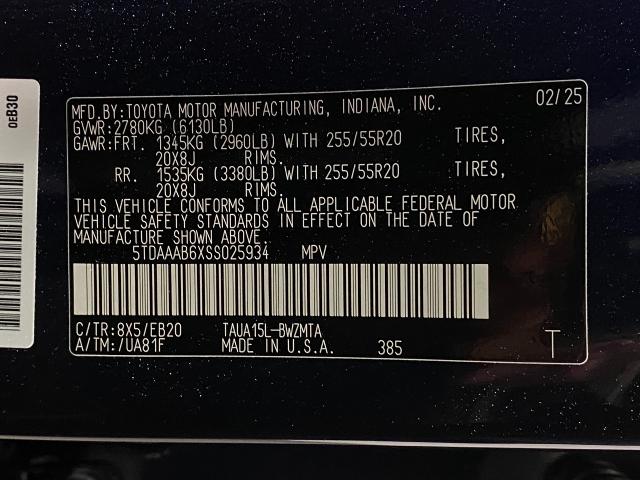 0EB30
MFD.BY:TOYOTA MOTOR MANUFACTURING, INDIANA, INC. 02/25
GVWR:2780KG (6130LB)
GAWR:FRT. 1345KG (2960LB) WITH 255/55R20 TIRES,
20X8J RIMS.
RR. 1535KG (3380LB) WITH 255/55R20 TIRES,
20X8J RIMS.
THIS VEHICLE CONFORMS TO ALL APPLICABLE FEDERAL MOTOR
VEHICLE SAFETY STANDARDS IN EFFECT ON THE DATE OF
MANUFACTURE SHOWN ABOVE.
5TDAAAB6XSS025934 MPV
C/TR:8X5/EB20 TAUA15L-BWZMTA
A/TM:/UA81F MADE IN U.S.A. 385 T